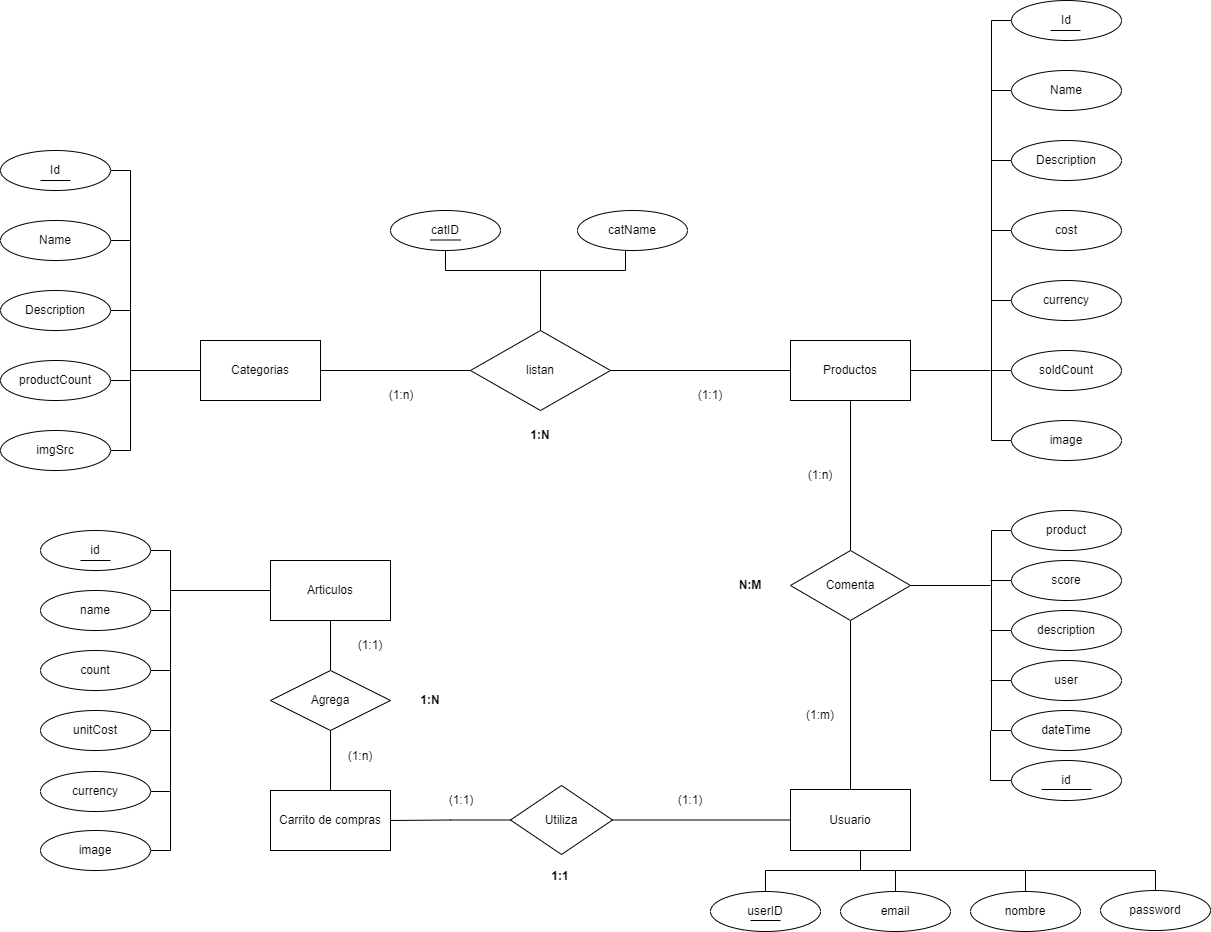 Id
Name
Description
cost
currency
soldCount
image
Id
Name
Description
productCount
imgSrc
catID
catName
Categorias
(1:n)
listan
1:N
(1:1)
Productos
(1:n)
N:M
Comenta
(1:m)
product
score
description
user
dateTime
id
id
name
count
unitCost
currency
image
Articulos
(1:1)
Agrega
1:N
(1:n)
Carrito de compras
(1:1)
Utiliza
1:1
(1:1)
Usuario
userID
email
nombre
password